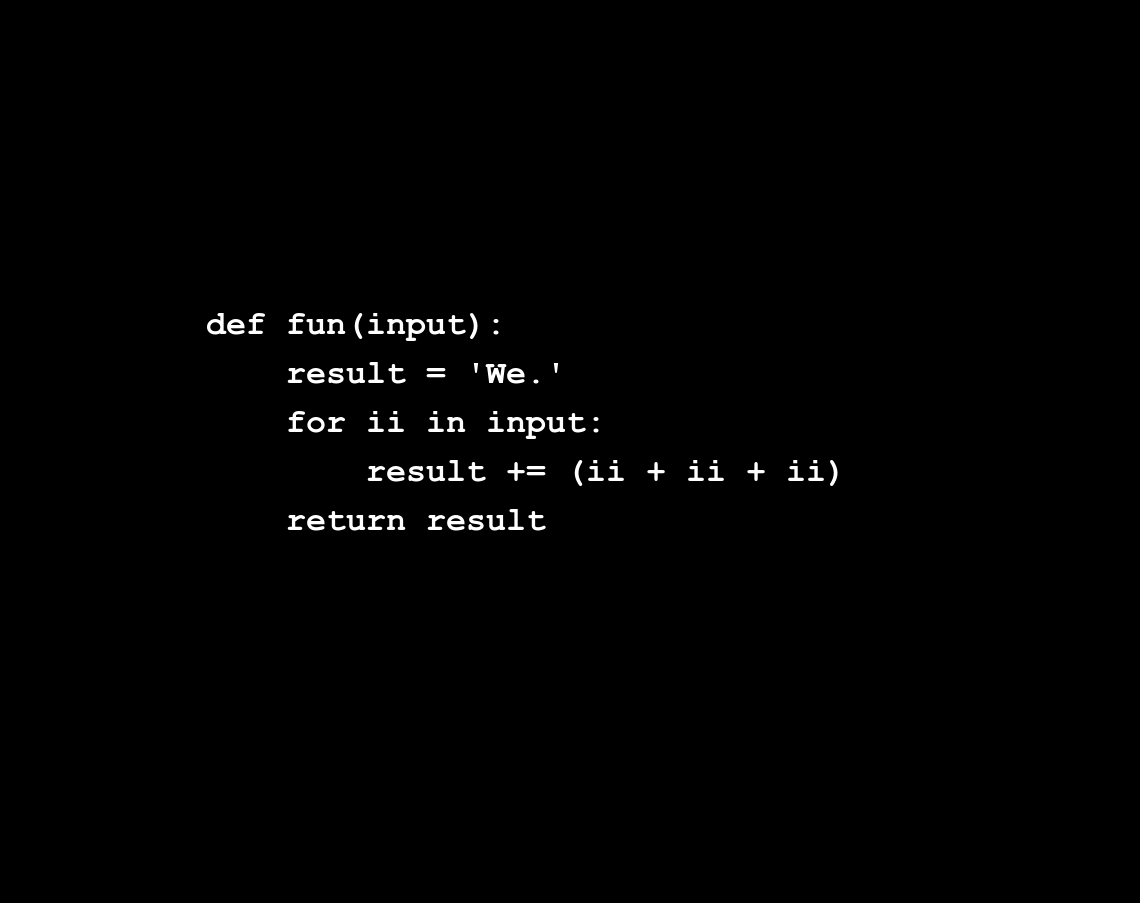 def fun(input):
    result = 'We.'
    for ii in input:
        result += (ii + ii + ii)
    return result